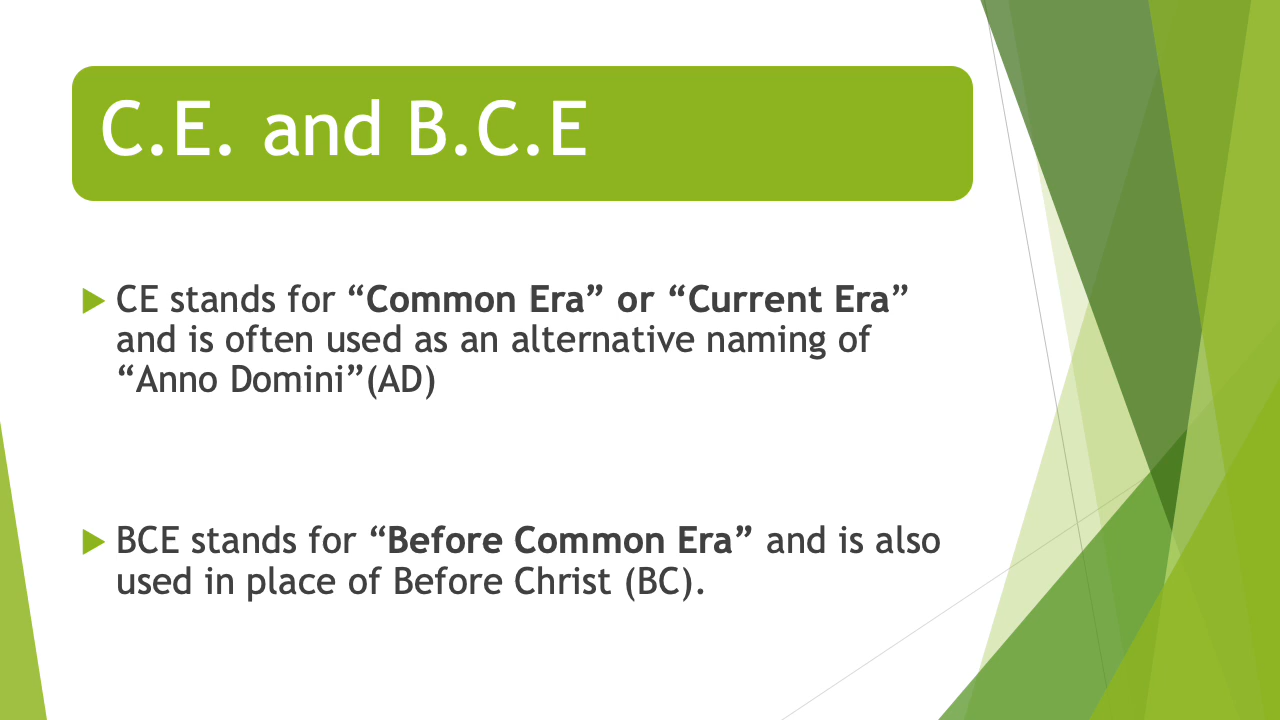 C.E. and B.C.E
CE stands for “Common Era” or “Current Era”
and is often used as an alternative naming of
“Anno Domini”(AD)
BCE stands for “Before Common Era” and is also
used in place of Before Christ (BC).